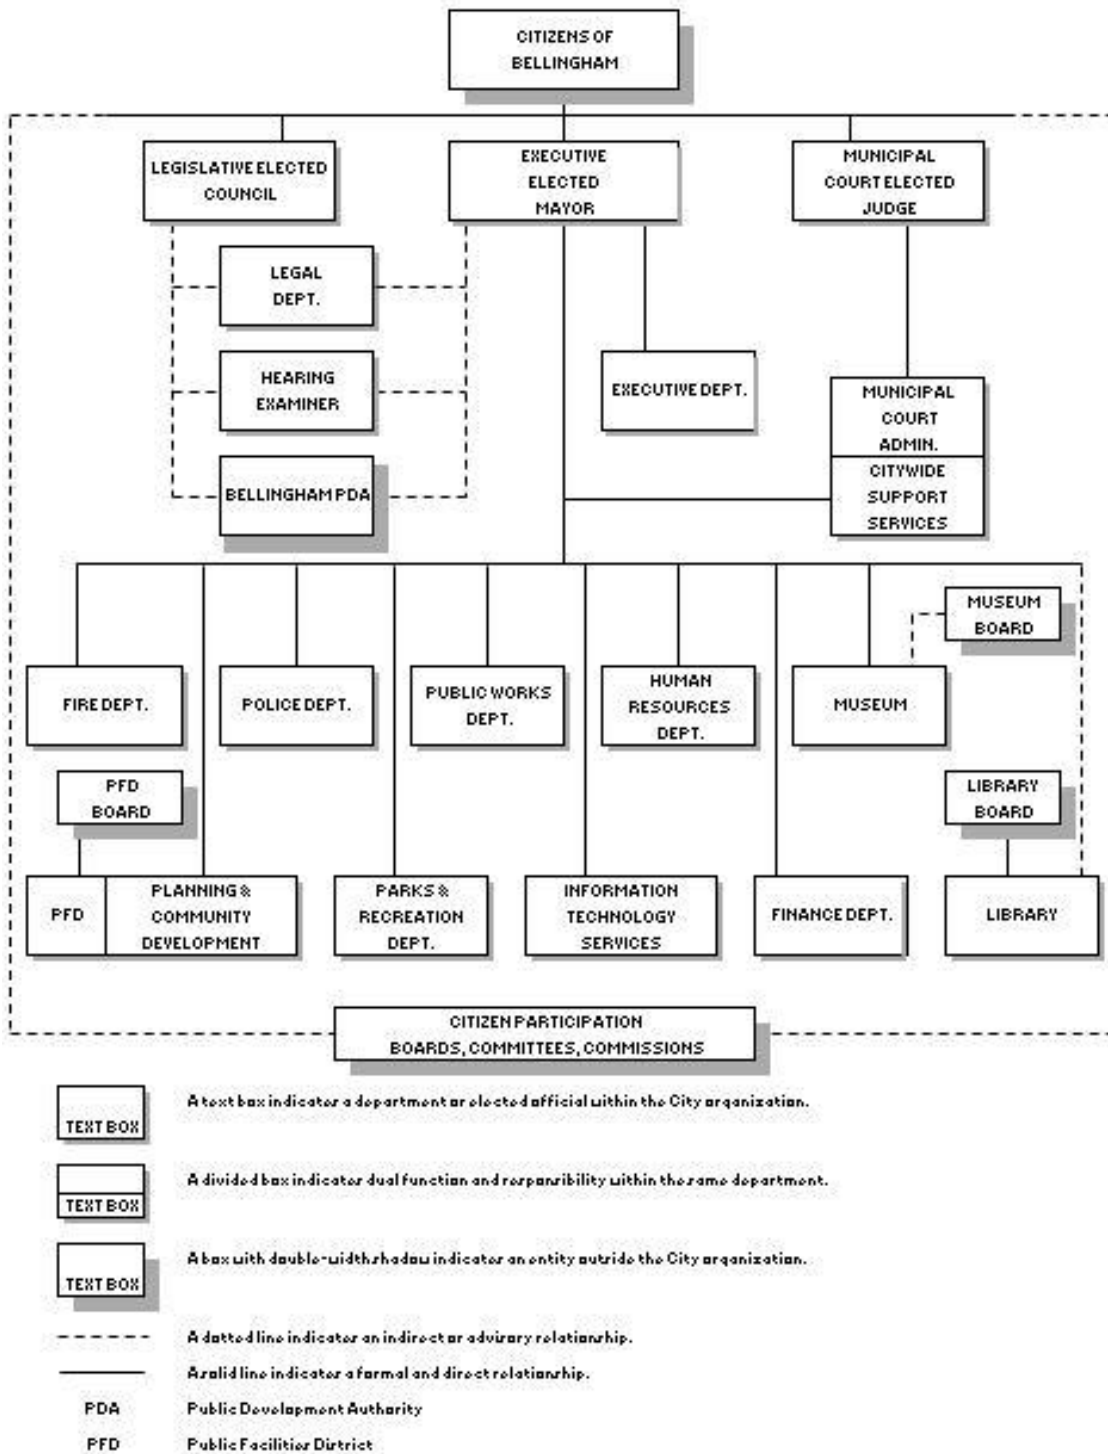 CITIZENS OF
BELLINGHAM
LEGISLATIVE ELECTED
COUNCIL
EXECUTIVE
ELECTED
MAYOR
MUNICIPAL
COURT ELECTED
JUDGE
LEGAL
DEPT.
HEARING
EXAMINER
BELLINGHAM PDA
EXECUTIVE DEPT.
MUNICIPAL
COURT
ADMIN.
CITYWIDE
SUPPORT
SERVICES
MUSEUM
BOARD
FIRE DEPT.
POLICE DEPT.
PUBLIC WORKS
DEPT.
HUMAN
RESOURCES
DEPT.
MUSEUM
PFD
BOARD
LIBRARY
BOARD
PFD
PLANNING &
COMMUNITY
DEVELOPMENT
PARKS &
RECREATION
DEPT.
INFORMATION
TECHNOLOGY
SERVICES
FINANCE DEPT.
LIBRARY
CITIZEN PARTICIPATION
BOARDS, COMMITTEES, COMMISSIONS
TEXT BOX
A text box indicates a department or elected official within the City organization.
TEXT BOX
A divided box indicates dual function and responsibility within the same department.
TEXT BOX
A box with double-width shadow indicates an entity outside the City organization.
A dotted line indicates an indirect or advisory relationship.
A solid line indicates a formal and direct relationship.
PDA Public Development Authority
PFD Public Facilities District